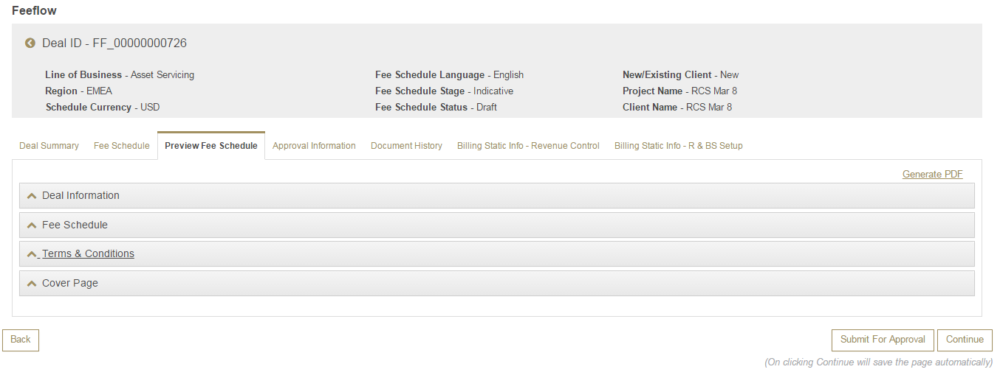 Feeflow
Deal ID - FF_00000000726
Line of Business - Asset Servicing Fee Schedule Language - English New/Existing Client - New
Region - EMEA Fee Schedule Stage - Indicative Project Name - RCS Mar 8
Schedule Currency - USD Fee Schedule Status - Draft Client Name - RCS Mar 8
Deal Summary Fee Schedule Preview Fee Schedule Approval Information Document History Billing Static Info - Revenue Control Billing Static Info - R & BS Setup
Generate PDF
Deal Information
Fee Schedule
Terms & Conditions
Cover Page
Back Submit For Approval Continue
(On clicking Continue will save the page automatically)